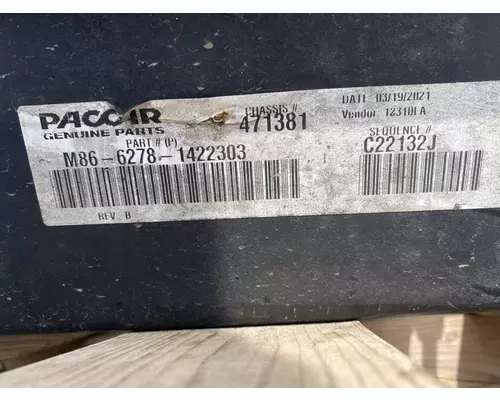 PACCAR
GENUINE PARTS
CHASSIS #
471381
DATE 03/19/2021
Vendor 12310LA
PART # (P)
M86-6278-1422303
SEQUENCE #
C22132J
REV B